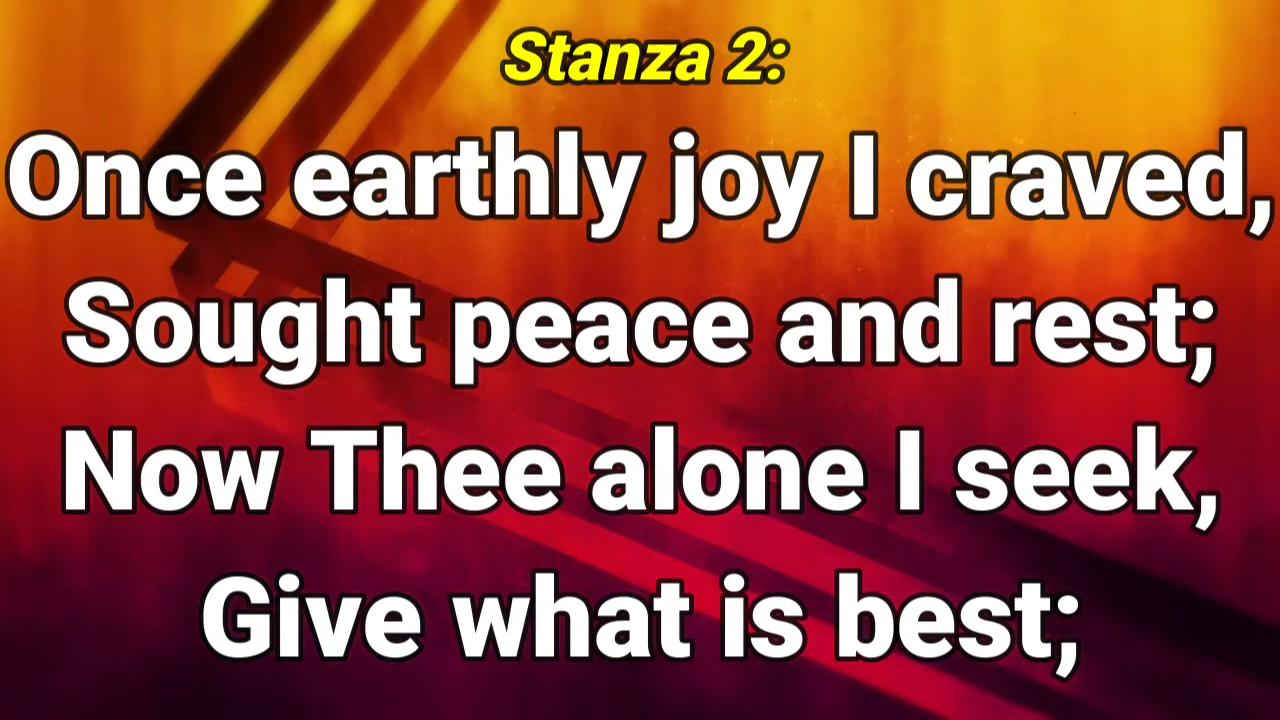 Stanza 2:
Once earthly joy I craved,
Sought peace and rest;
Now Thee alone I seek,
Give what is best;